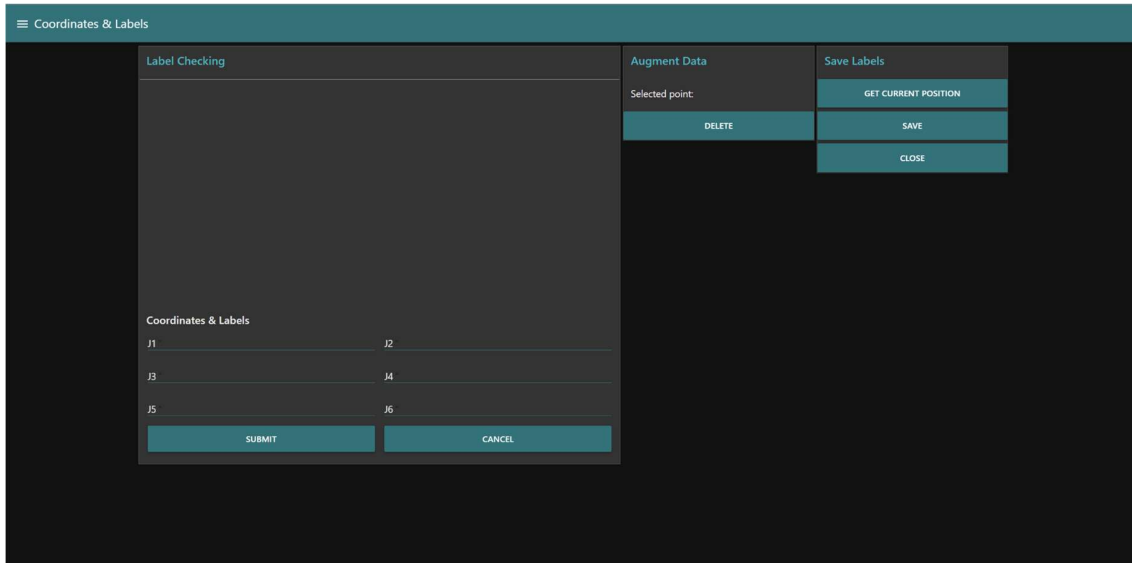 Coordinates & Labels
Label Checking
Coordinates & Labels
J1
J2
J3
J4
J5
J6
SUBMIT
CANCEL
Augment Data
Selected point:
DELETE
Save Labels
GET CURRENT POSITION
SAVE
CLOSE